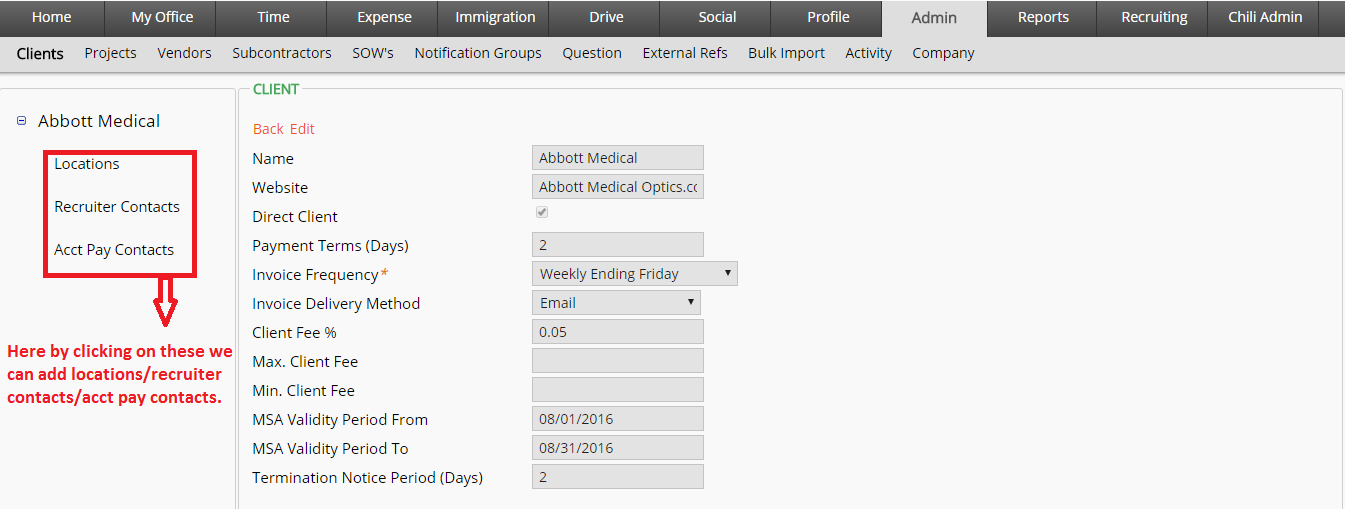 Home My Office Time Expense Immigration Drive Social Profile Admin Reports Recruiting Chili Admin
Clients Projects Vendors Subcontractors SOW's Notification Groups Question External Refs Bulk Import Activity Company
Abbott Medical
Locations
Recruiter Contacts
Acct Pay Contacts
Here by clicking on these we
can add locations/recruiter
contacts/acct pay contacts.
CLIENT
Back Edit
Name Abbott Medical
Website Abbott Medical Optics.cc
Direct Client
Payment Terms (Days) 2
Invoice Frequency* Weekly Ending Friday
Invoice Delivery Method Email
Client Fee % 0.05
Max. Client Fee
Min. Client Fee
MSA Validity Period From 08/01/2016
MSA Validity Period To 08/31/2016
Termination Notice Period (Days) 2